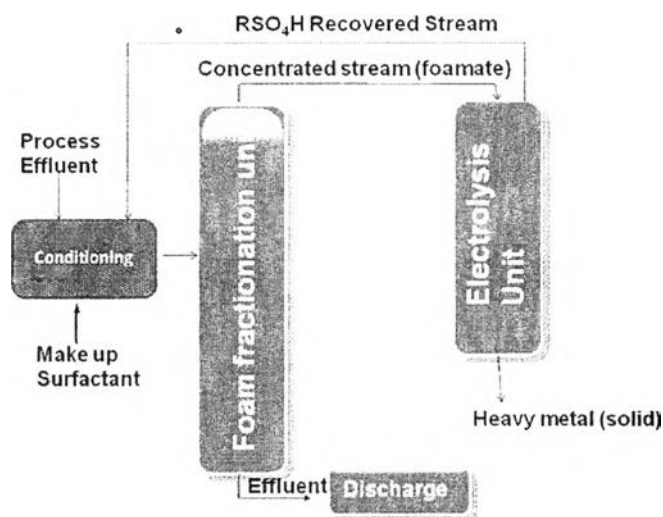 RSO₄H Recovered Stream
Concentrated stream (foamate)
Process
Effluent
Conditioning
Make up
Surfactant
Foam fractionation un
Electrolysis
Unit
Heavy metal (solid)
Effluent
Discharge